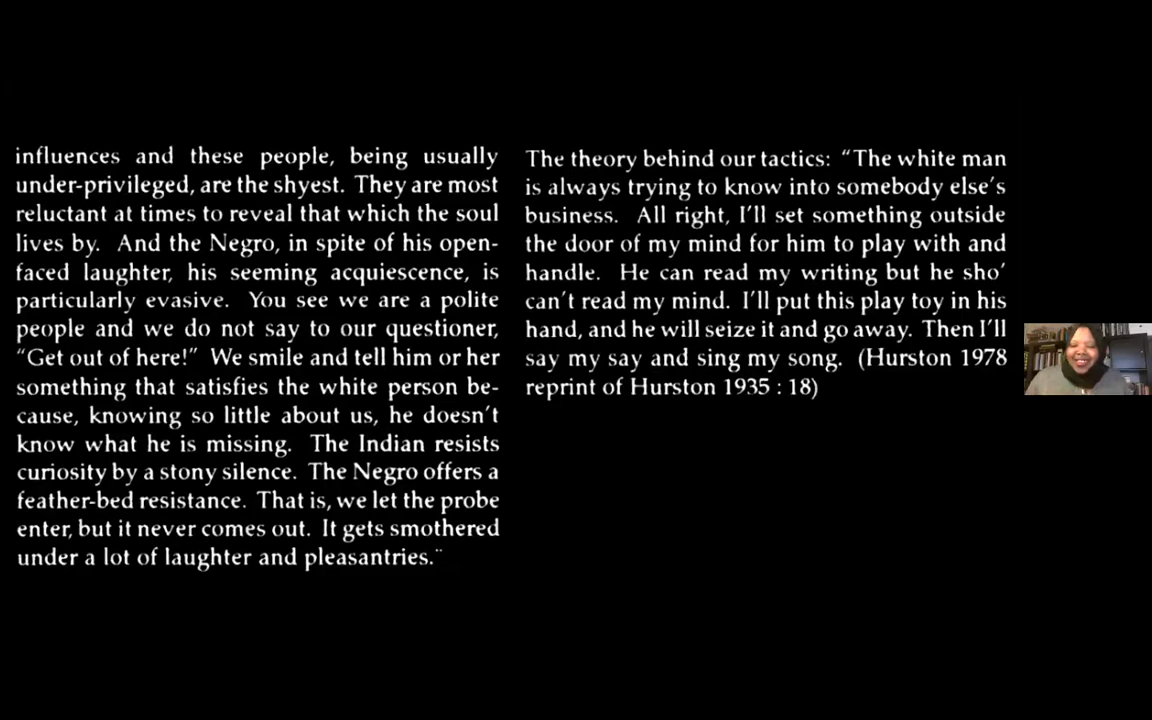 influences and these people, being usually
under-privileged, are the shyest. They are most
reluctant at times to reveal that which the soul
lives by. And the Negro, in spite of his open-
faced laughter, his seeming acquiescence, is
particularly evasive. You see we are a polite
people and we do not say to our questioner,
“Get out of here!” We smile and tell him or her
something that satisfies the white person be-
cause, knowing so little about us, he doesn’t
know what he is missing. The Indian resists
curiosity by a stony silence. The Negro offers a
feather-bed resistance. That is, we let the probe
enter, but it never comes out. It gets smothered
under a lot of laughter and pleasantries.¨
The theory behind our tactics: “The white man
is always trying to know into somebody else’s
business. All right, I’ll set something outside
the door of my mind for him to play with and
handle. He can read my writing but he sho’
can’t read my mind. I’ll put this play toy in his
hand, and he will seize it and go away. Then I’ll
say my say and sing my song. (Hurston 1978
reprint of Hurston 1935 : 18)